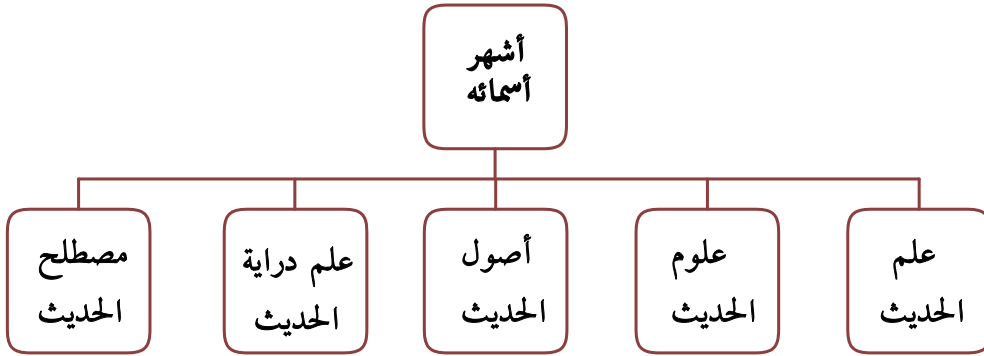 أشهر
أسمائه
علم
الحديث
علوم
الحديث
أصول
الحديث
علم دراية
الحديث
مصطلح
الحديث